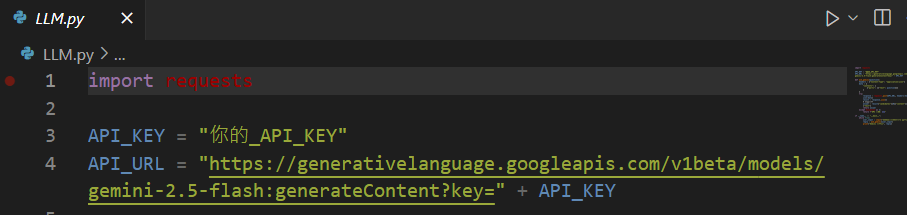 LLM.py
LLM.py > ...
1 import requests
2
3 API_KEY = "你的_API_KEY"
4 API_URL = "https://generativelanguage.googleapis.com/v1beta/models/
gemini-2.5-flash:generateContent?key=" + API_KEY